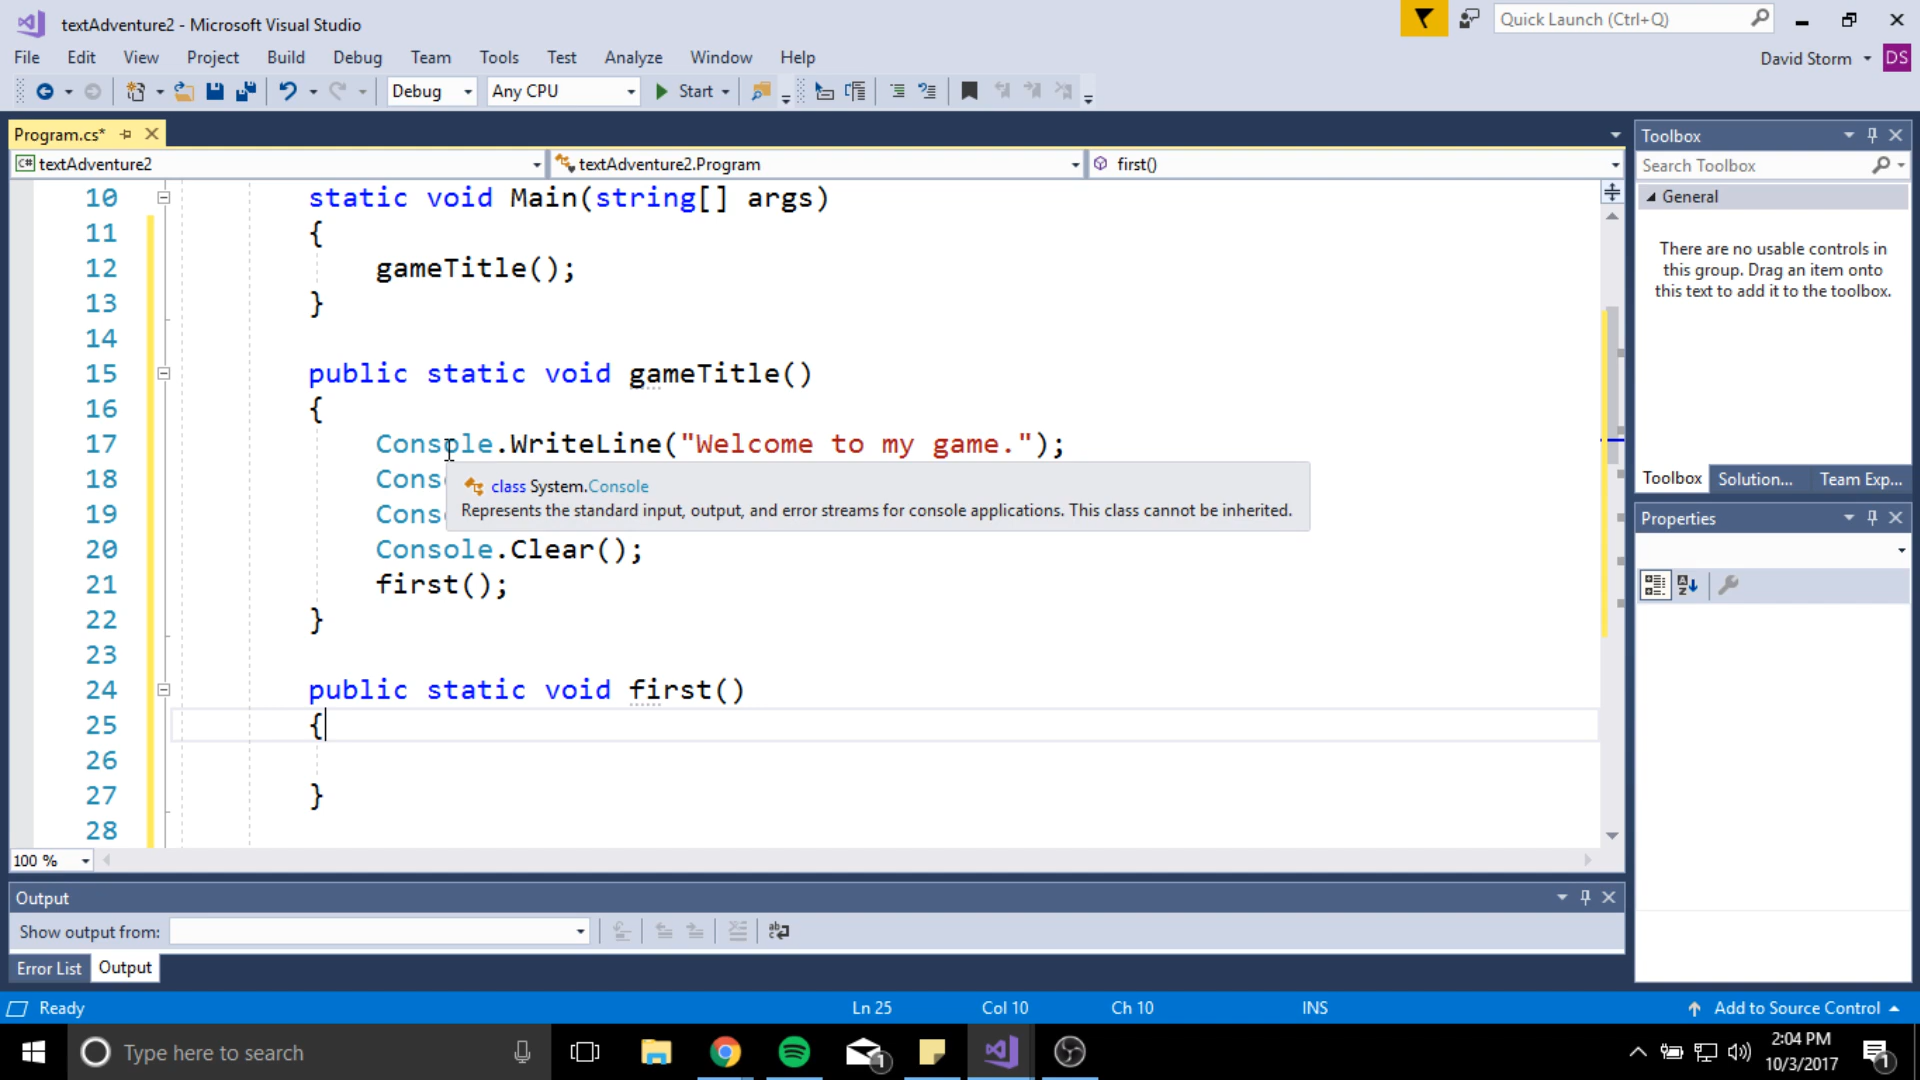 textAdventure2 - Microsoft Visual Studio
Quick Launch (Ctrl+Q)
File Edit View Project Build Debug Team Tools Test Analyze Window Help
David Storm DS
Debug Any CPU Start
Program.cs*
C# textAdventure2 textAdventure2.Program first()
10 static void Main(string[] args)
11 {
12 gameTitle();
13 }
14
15 public static void gameTitle()
16 {
17 Console.WriteLine("Welcome to my game.");
18 Cons
class System.Console
19 Cons
Represents the standard input, output, and error streams for console applications. This class cannot be inherited.
20 Console.Clear();
21 first();
22 }
23
24 public static void first()
25 {
26
27 }
28
100 %
Toolbox
Search Toolbox
General
There are no usable controls in
this group. Drag an item onto
this text to add it to the toolbox.
Toolbox Solution... Team Exp...
Properties
Output
Show output from:
Error List Output
Ready Ln 25 Col 10 Ch 10 INS Add to Source Control
Type here to search
1
2:04 PM
10/3/2017
1